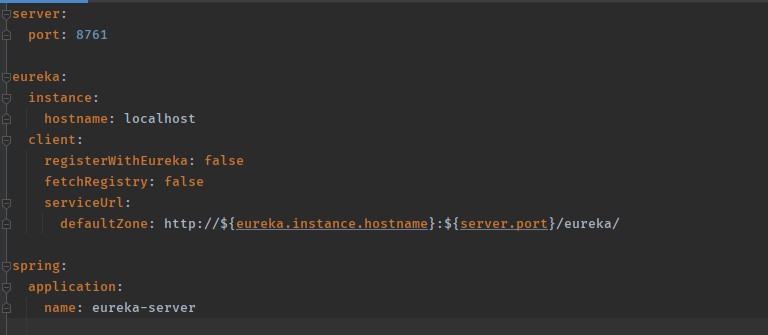 server:
  port: 8761

eureka:
  instance:
    hostname: localhost
  client:
    registerWithEureka: false
    fetchRegistry: false
    serviceUrl:
      defaultZone: http://${eureka.instance.hostname}:${server.port}/eureka/

spring:
  application:
    name: eureka-server